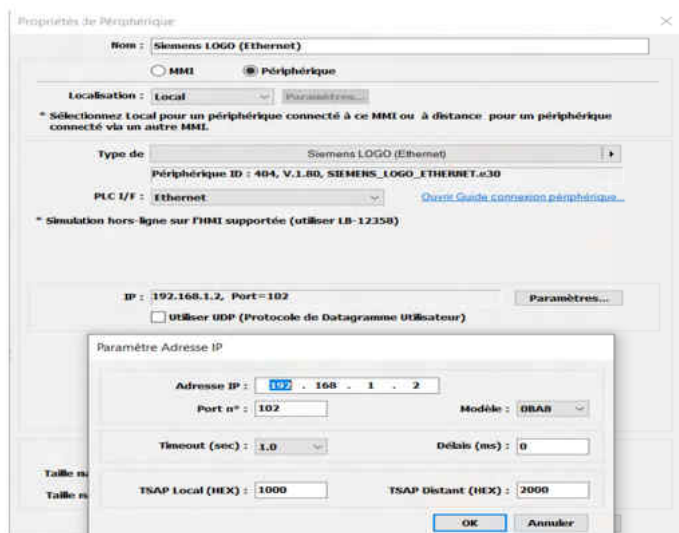 Propriétés de Périphérique
Nom : Siemens LOGO (Ethernet)
MMI Périphérique
Localisation : Local Paramètres...
* Sélectionnez Local pour un périphérique connecté à ce MMI ou à distance pour un périphérique
connecté via un autre MMI.
Type de Siemens LOGO (Ethernet)
Périphérique ID : 404, V.1.80, SIEMENS_LOGO_ETHERNET.e30
PLC I/F : Ethernet Ouvrir Guide connexion périphérique...
* Simulation hors-ligne sur l'HMI supportée (utiliser LB-12358)
IP : 192.168.1.2, Port=102 Paramètres...
Utiliser UDP (Protocole de Datagramme Utilisateur)
Paramètre Adresse IP
Adresse IP : 192 . 168 . 1 . 2
Port n° : 102 Modèle : 0BA8
Timeout (sec) : 1.0 Délais (ms) : 0
Taille
TSAP Local (HEX) : 1000 TSAP Distant (HEX) : 2000
Taille
OK Annuler